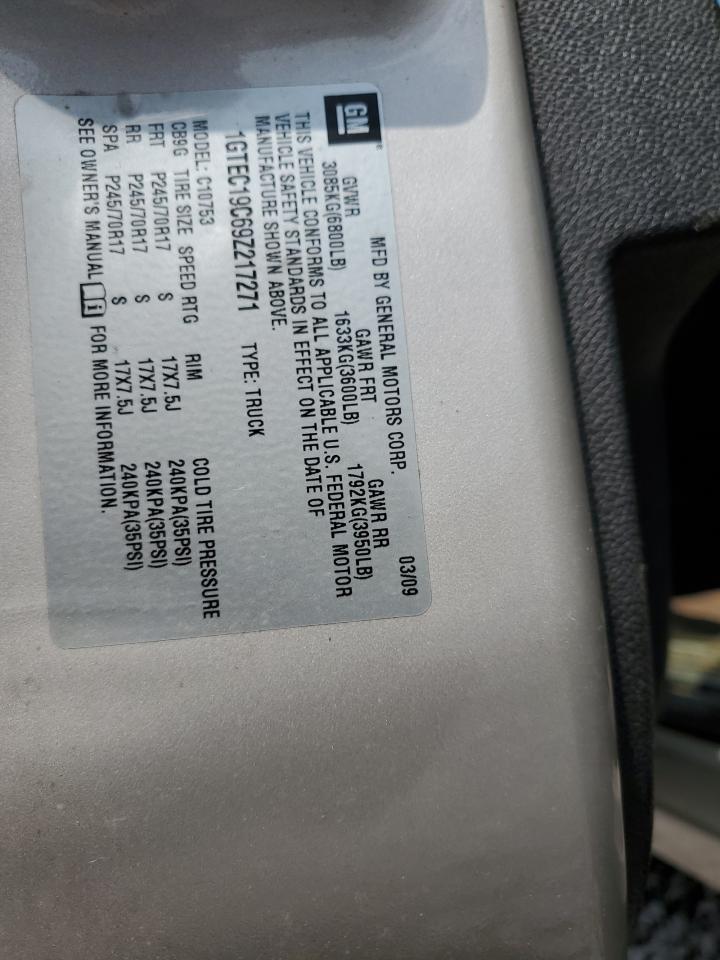 GM ®
MFD BY GENERAL MOTORS CORP. 03/09
GVWR GAWR FRT GAWR RR
3085KG(6800LB) 1633KG(3600LB) 1792KG(3950LB)
THIS VEHICLE CONFORMS TO ALL APPLICABLE U.S. FEDERAL MOTOR
VEHICLE SAFETY STANDARDS IN EFFECT ON THE DATE OF
MANUFACTURE SHOWN ABOVE.
1GTEC19C69Z217271 TYPE: TRUCK
MODEL: C10753
CB9G TIRE SIZE SPEED RTG RIM COLD TIRE PRESSURE
FRT P245/70R17 S 17X7.5J 240KPA(35PSI)
RR P245/70R17 S 17X7.5J 240KPA(35PSI)
SPA P245/70R17 S 17X7.5J 240KPA(35PSI)
SEE OWNER'S MANUAL i FOR MORE INFORMATION.